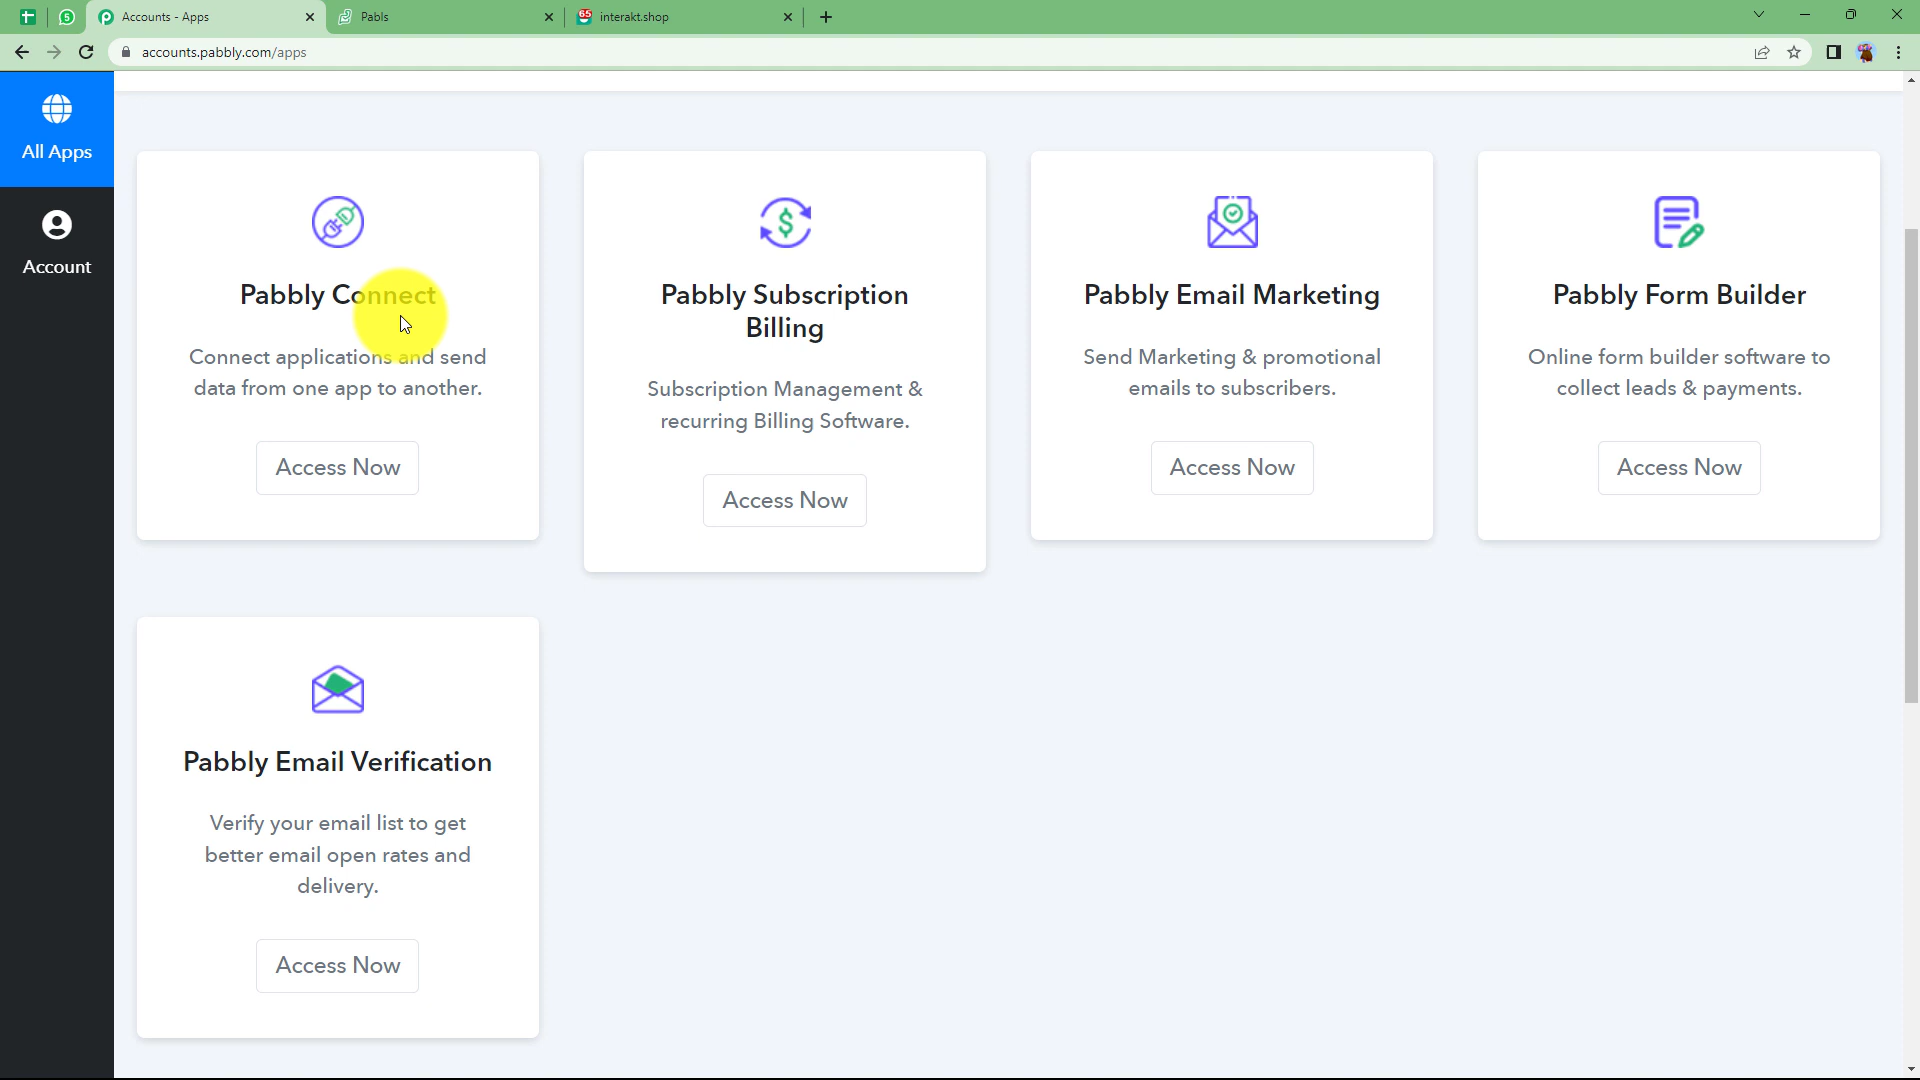 5
Accounts - Apps
Pabls
65
interakt.shop
accounts.pabbly.com/apps
All Apps
Account
Pabbly Connect
Connect applications and send
data from one app to another.
Access Now
Pabbly Subscription
Billing
Subscription Management &
recurring Billing Software.
Access Now
Pabbly Email Marketing
Send Marketing & promotional
emails to subscribers.
Access Now
Pabbly Form Builder
Online form builder software to
collect leads & payments.
Access Now
Pabbly Email Verification
Verify your email list to get
better email open rates and
delivery.
Access Now